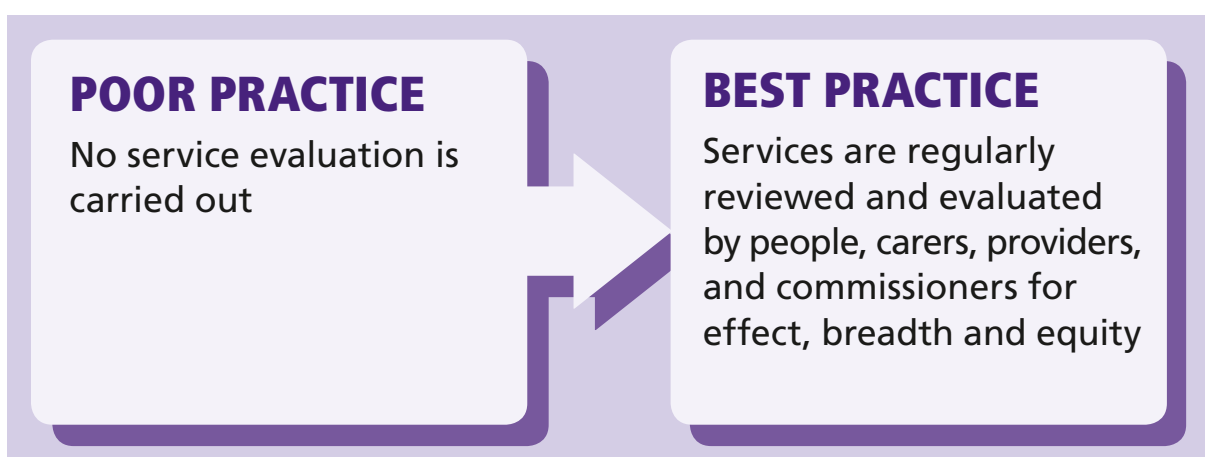 POOR PRACTICE
No service evaluation is
carried out
BEST PRACTICE
Services are regularly
reviewed and evaluated
by people, carers, providers,
and commissioners for
effect, breadth and equity